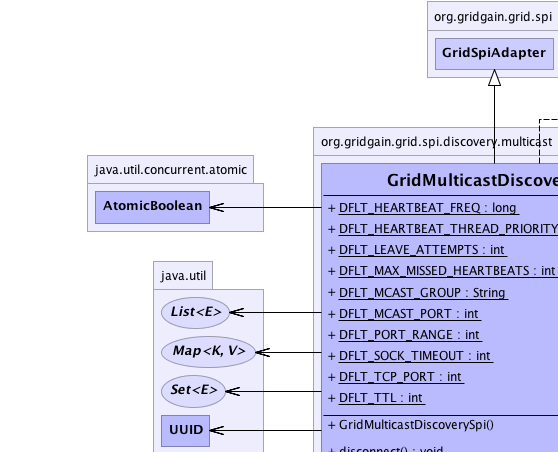 org.gridgain.grid.spi
GridSpiAdapter
org.gridgain.grid.spi.discovery.multicast
java.util.concurrent.atomic
AtomicBoolean
GridMulticastDiscove
+ DFLT_HEARTBEAT_FREQ : long
+ DFLT_HEARTBEAT_THREAD_PRIORITY
+ DFLT_LEAVE_ATTEMPTS : int
+ DFLT_MAX_MISSED_HEARTBEATS : int
+ DFLT_MCAST_GROUP : String
+ DFLT_MCAST_PORT : int
+ DFLT_PORT_RANGE : int
+ DFLT_SOCK_TIMEOUT : int
+ DFLT_TCP_PORT : int
+ DFLT_TTL : int
+ GridMulticastDiscoverySpi()
+ disconnect() : void
java.util
List<E>
Map<K, V>
Set<E>
UUID